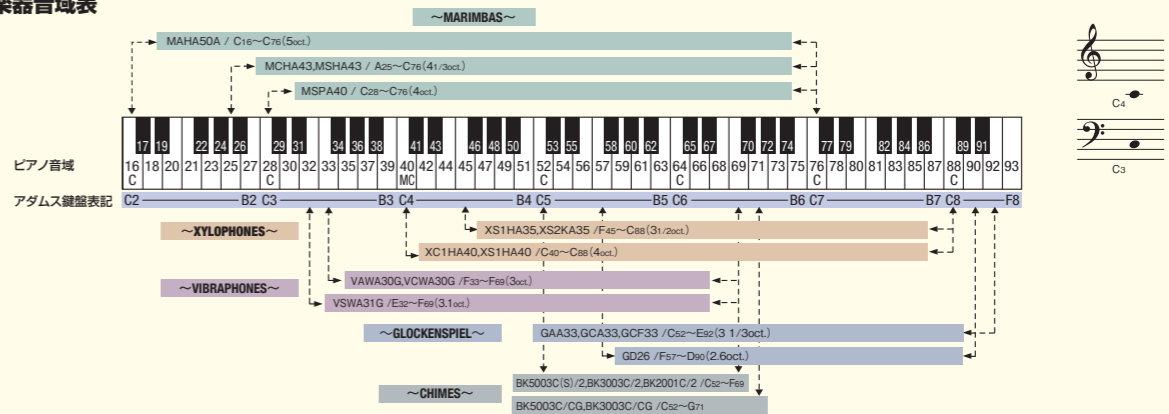 楽器音域表
〜MARIMBAS〜
MAHA50A / C16〜C76(5oct.)
MCHA43,MSHA43 / A25〜C76(41/3oct.)
MSPA40 / C28〜C76(4oct.)
C4
C3
17 19 22 24 26 29 31 34 36 38 41 43 46 48 50 53 55 58 60 62 65 67 70 72 74 77 79 82 84 86 89 91
ピアノ音域
16 18 20 21 23 25 27 28 30 32 33 35 37 39 40 42 44 45 47 49 51 52 54 56 57 59 61 63 64 66 68 69 71 73 75 76 78 80 81 83 85 87 88 90 92 93
C C MC C C C C
アダムス鍵盤表記 C2 B2 C3 B3 C4 B4 C5 B5 C6 B6 C7 B7 C8 F8
〜XYLOPHONES〜
XS1HA35,XS2KA35 /F45〜C88(31/2oct.)
XC1HA40,XS1HA40 /C40〜C88(4oct.)
〜VIBRAPHONES〜
VAWA30G,VCWA30G /F33〜F69(3oct.)
VSWA31G /E32〜F69(3.1oct.)
〜GLOCKENSPIEL〜
GAA33,GCA33,GCF33 /C52〜E92(3 1/3oct.)
GD26 /F57〜D90(2.6oct.)
〜CHIMES〜
BK5003C(S)/2,BK3003C/2,BK2001C/2 /C52〜F69
BK5003C/CG,BK3003C/CG /C52〜G71